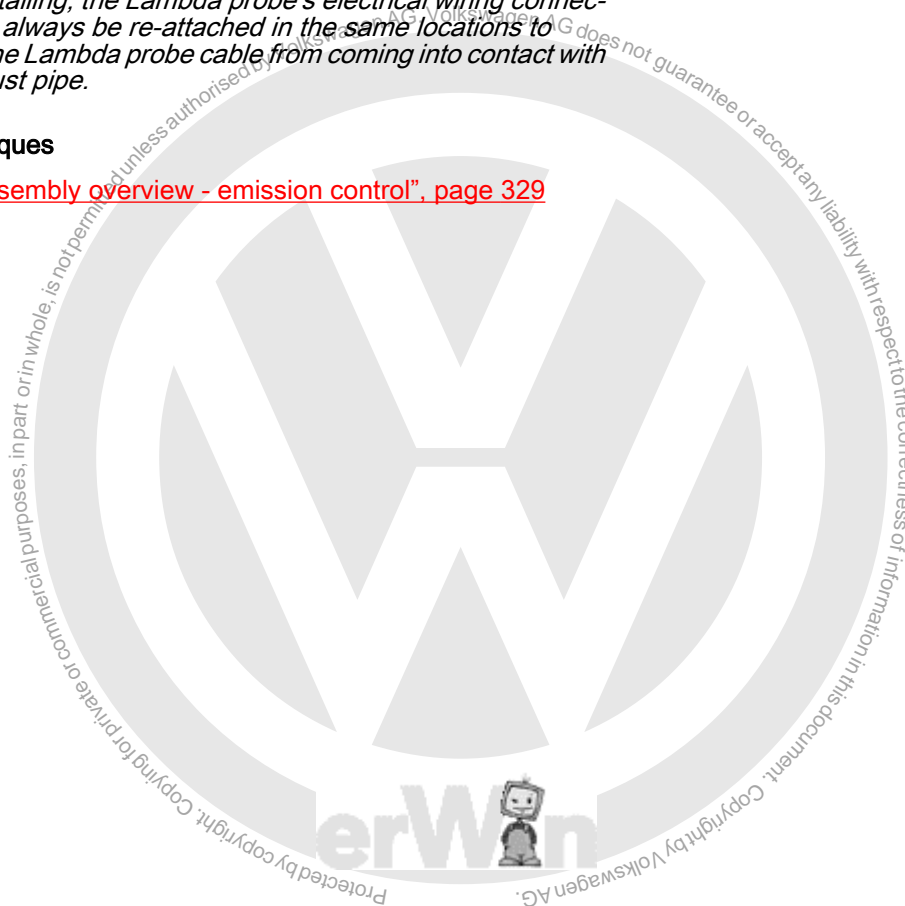 talling, the Lambda probe's electrical wiring connec-
always be re-attached in the same locations to
he Lambda probe cable from coming into contact with
ust pipe.
ques
sembly overview - emission control”, page 329
Protected by copyright. Copying for private or commercial purposes, in part or in whole, is not permitted unless authorised by Volkswagen AG. Volkswagen AG does not guarantee or accept any liability with respect to the correctness of information in this document. Copyright by Volkswagen AG.
erWin